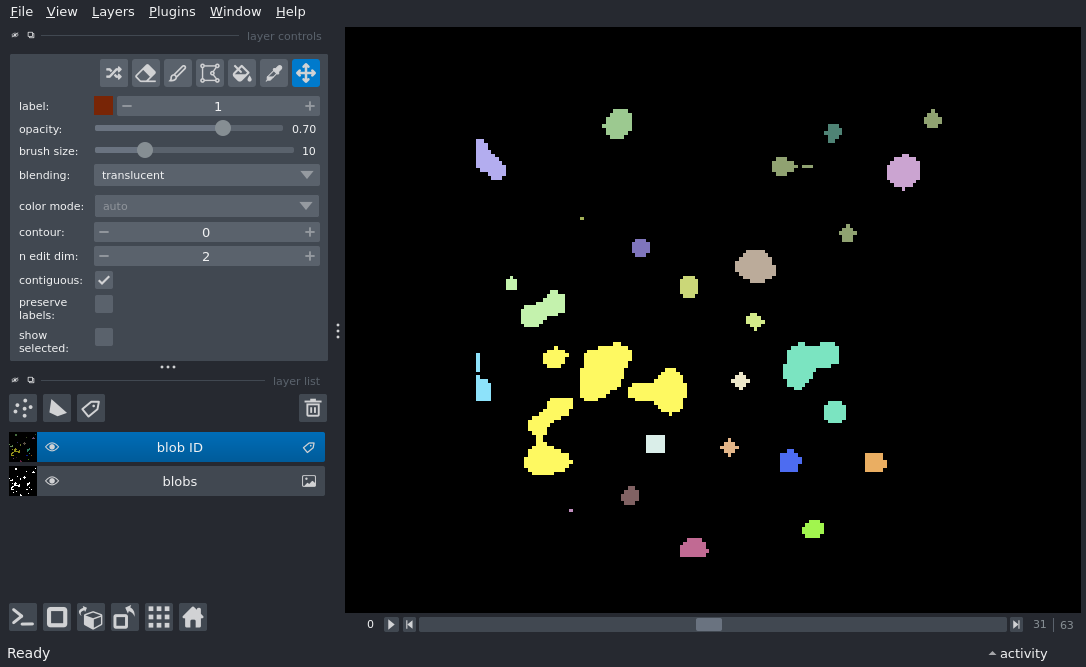 File View Layers Plugins Window Help
layer controls
label: 1
opacity: 0.70
brush size: 10
blending: translucent
color mode: auto
contour: 0
n edit dim: 2
contiguous:
preserve
labels:
show
selected:
layer list
blob ID
blobs
0 31 | 63
Ready activity